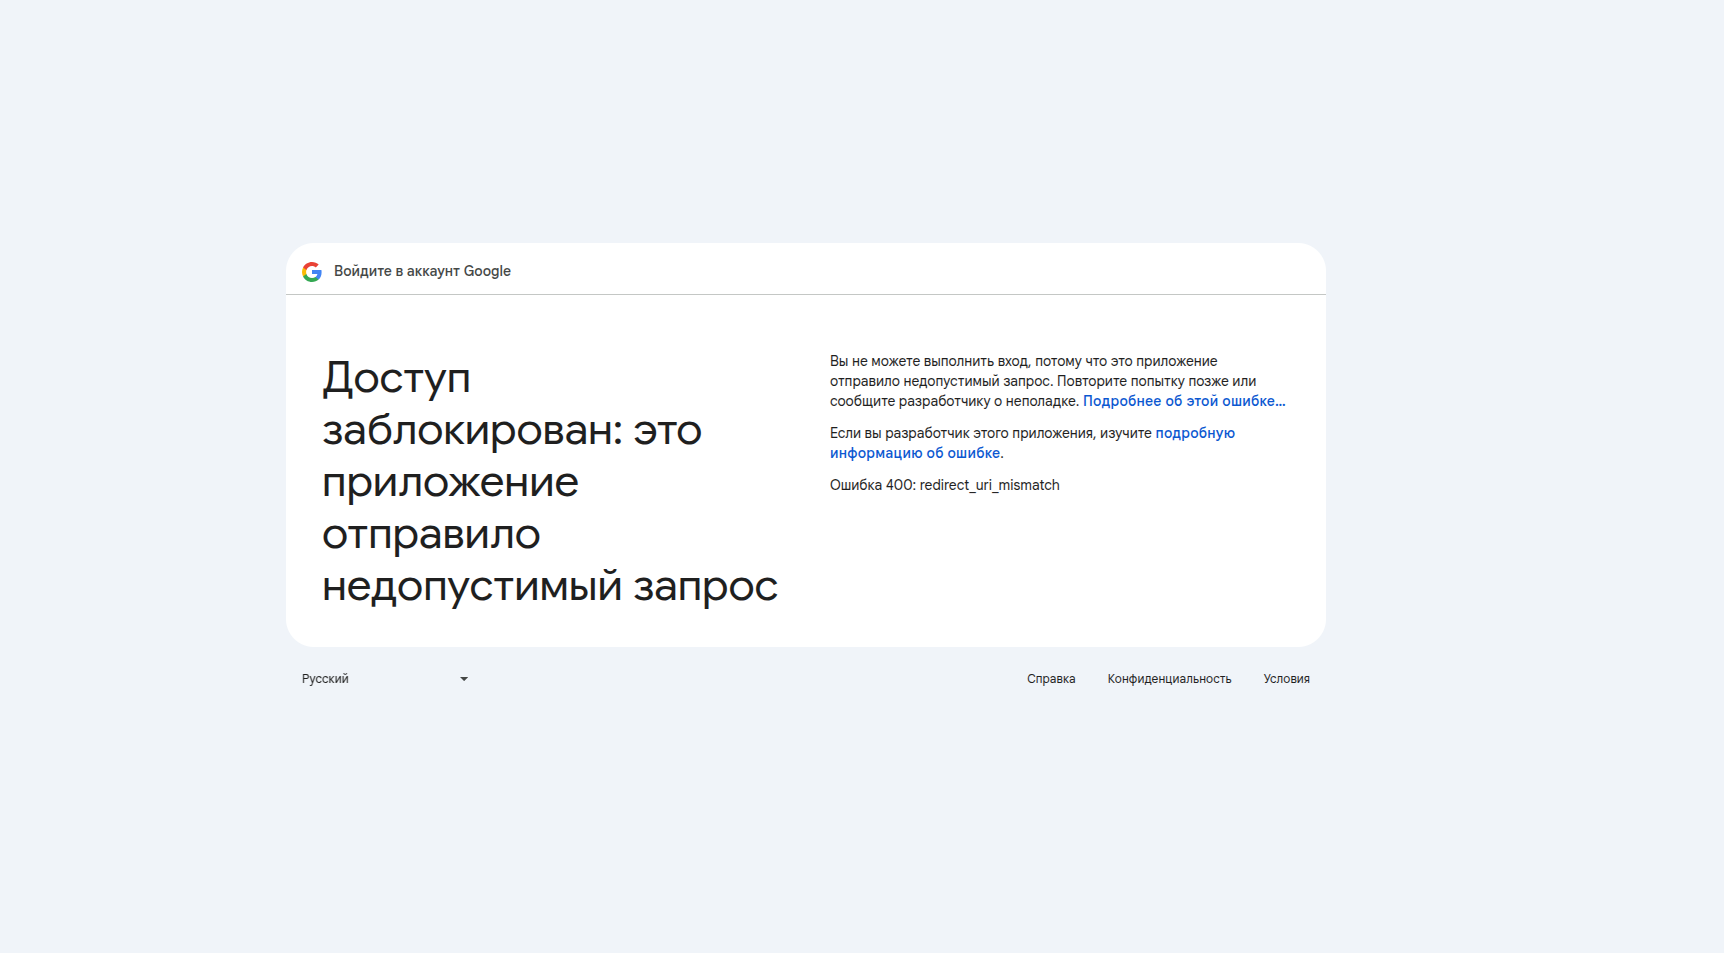 Войдите в аккаунт Google
Доступ
заблокирован: это
приложение
отправило
недопустимый запрос
Вы не можете выполнить вход, потому что это приложение
отправило недопустимый запрос. Повторите попытку позже или
сообщите разработчику о неполадке. Подробнее об этой ошибке…
Если вы разработчик этого приложения, изучите подробную
информацию об ошибке.
Ошибка 400: redirect_uri_mismatch
Русский
Справка
Конфиденциальность
Условия